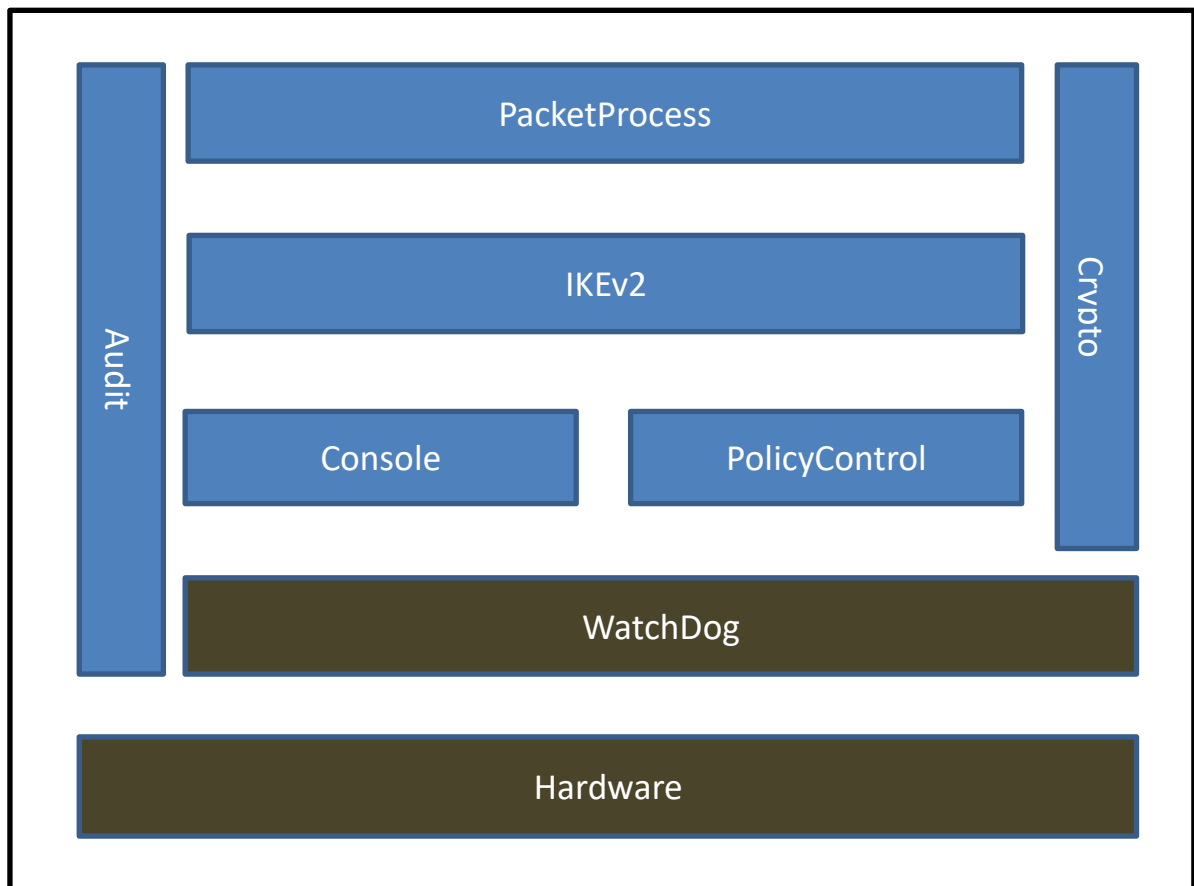 PacketProcess
IKEv2
Audit
Crypto
Console
PolicyControl
WatchDog
Hardware